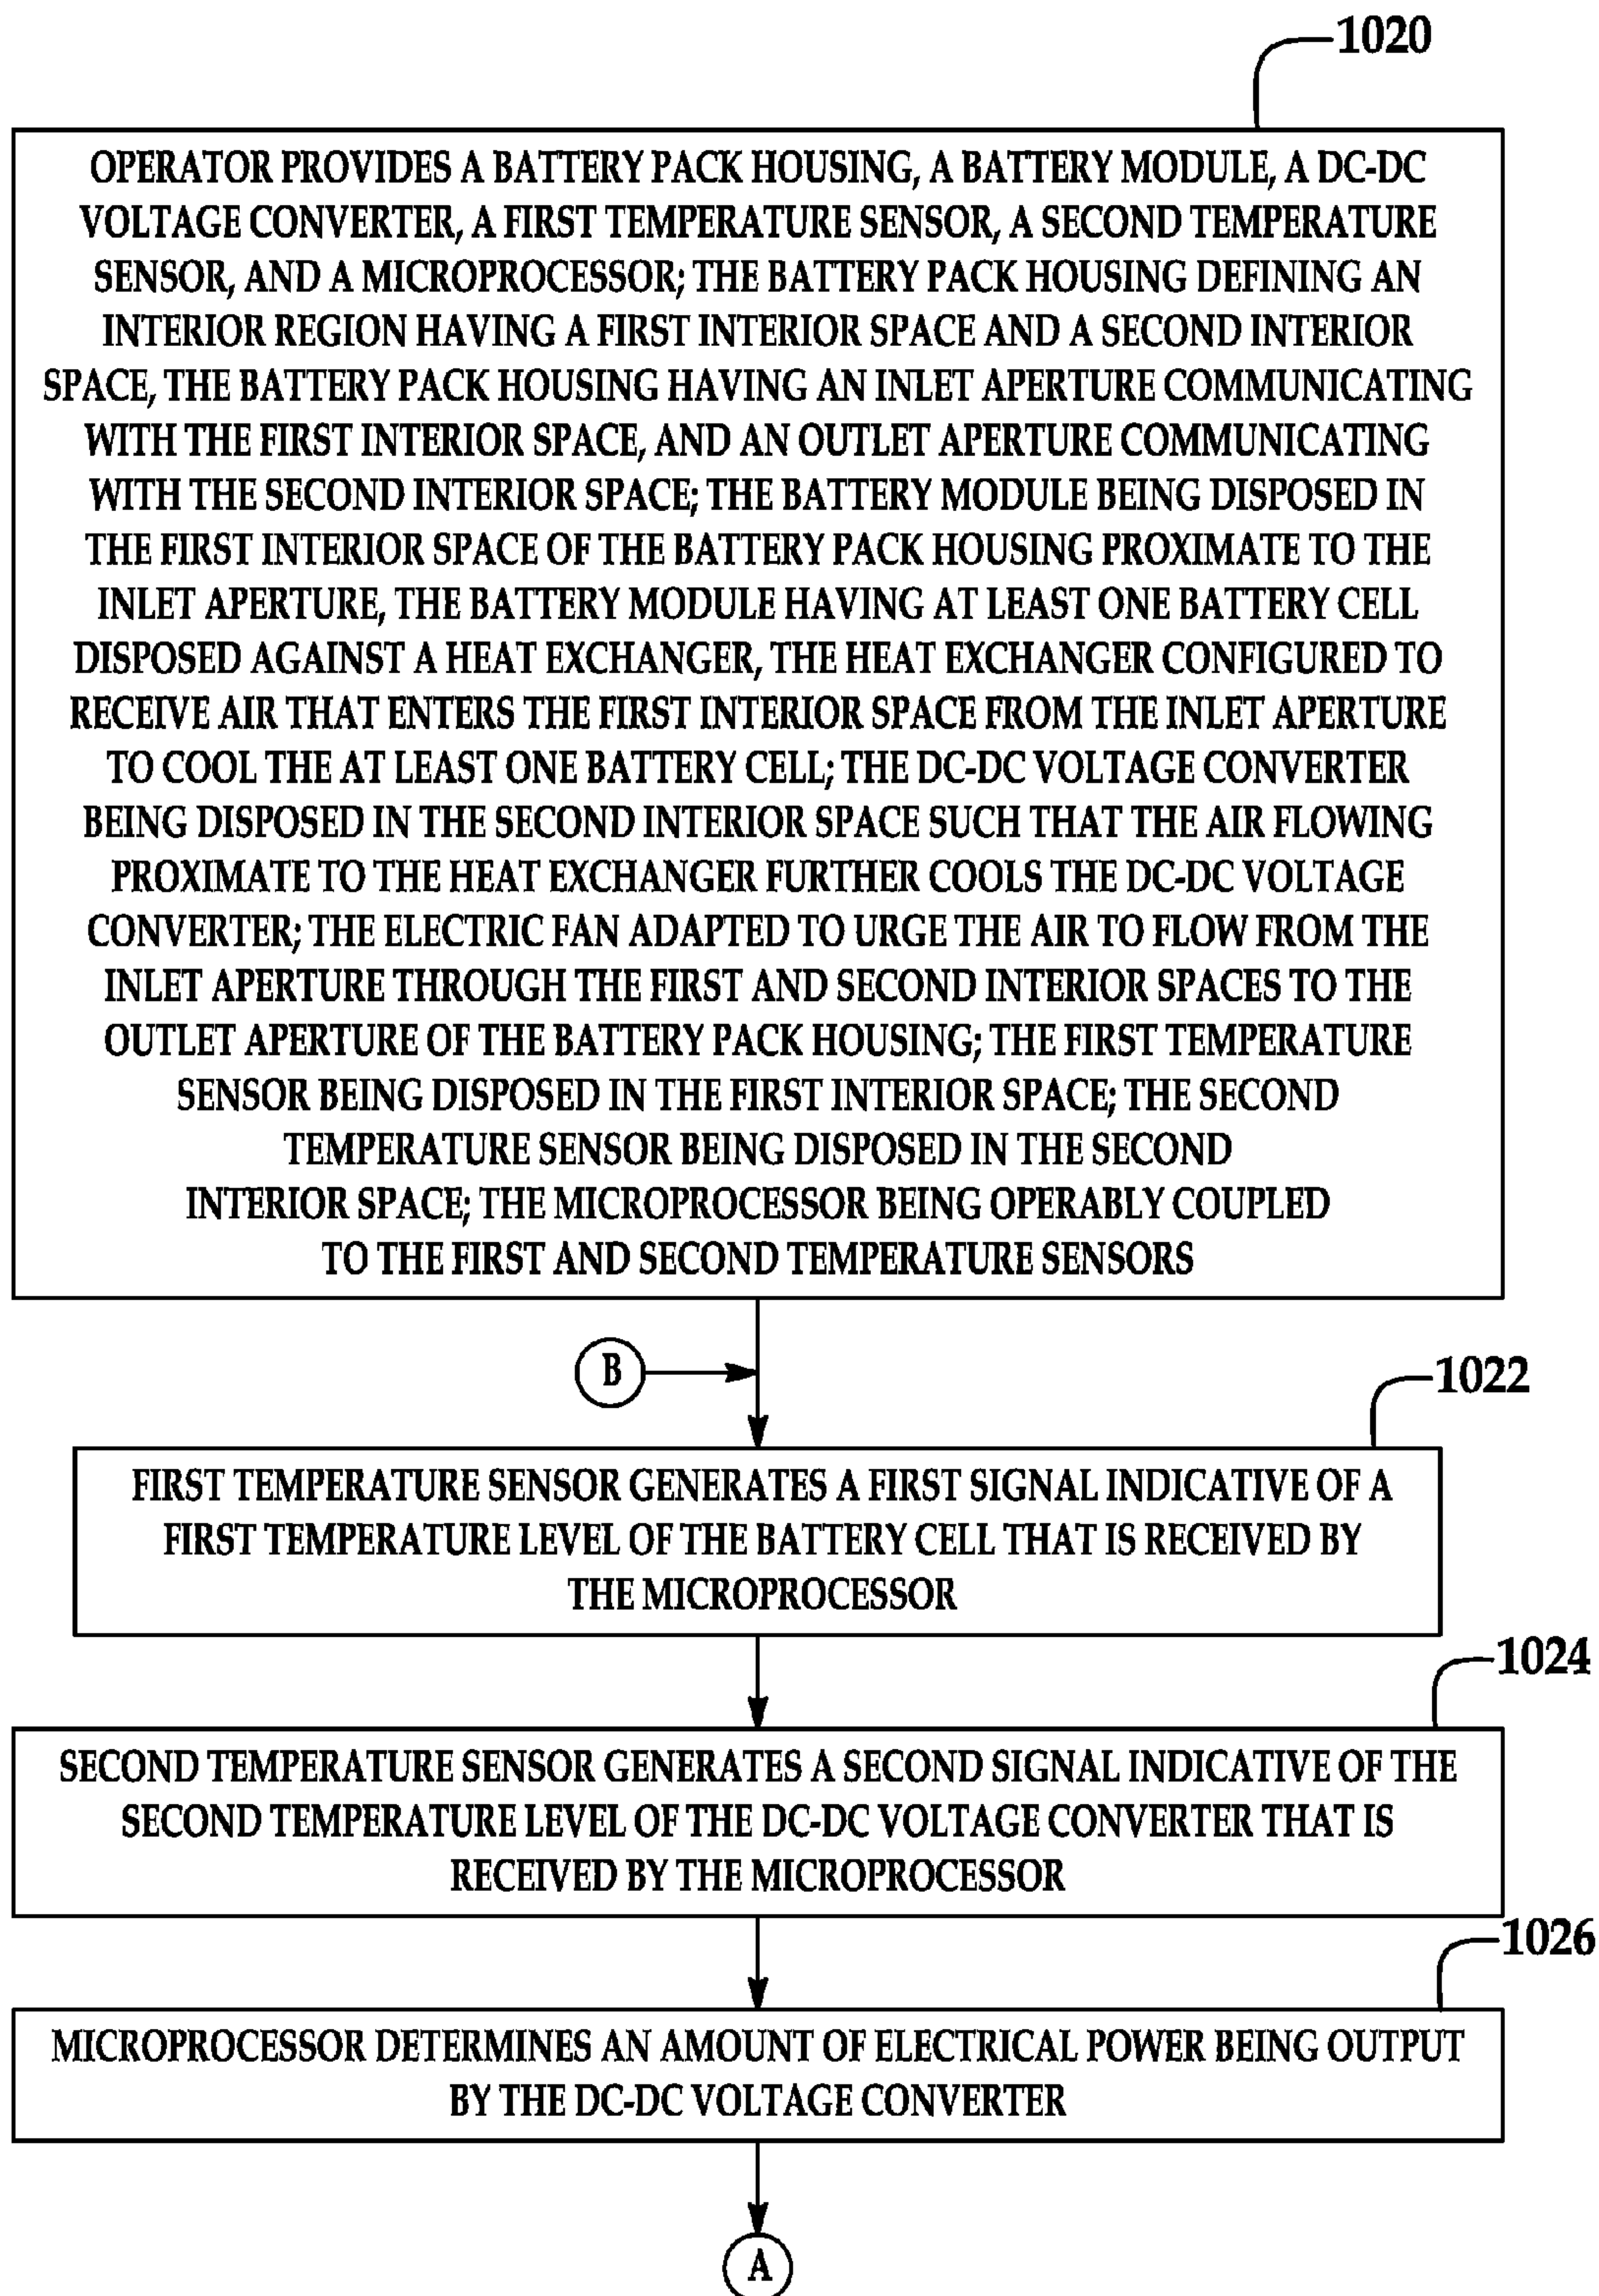 1020
OPERATOR PROVIDES A BATTERY PACK HOUSING, A BATTERY MODULE, A DC-DC
VOLTAGE CONVERTER, A FIRST TEMPERATURE SENSOR, A SECOND TEMPERATURE
SENSOR, AND A MICROPROCESSOR; THE BATTERY PACK HOUSING DEFINING AN
INTERIOR REGION HAVING A FIRST INTERIOR SPACE AND A SECOND INTERIOR
SPACE, THE BATTERY PACK HOUSING HAVING AN INLET APERTURE COMMUNICATING
WITH THE FIRST INTERIOR SPACE, AND AN OUTLET APERTURE COMMUNICATING
WITH THE SECOND INTERIOR SPACE; THE BATTERY MODULE BEING DISPOSED IN
THE FIRST INTERIOR SPACE OF THE BATTERY PACK HOUSING PROXIMATE TO THE
INLET APERTURE, THE BATTERY MODULE HAVING AT LEAST ONE BATTERY CELL
DISPOSED AGAINST A HEAT EXCHANGER, THE HEAT EXCHANGER CONFIGURED TO
RECEIVE AIR THAT ENTERS THE FIRST INTERIOR SPACE FROM THE INLET APERTURE
TO COOL THE AT LEAST ONE BATTERY CELL; THE DC-DC VOLTAGE CONVERTER
BEING DISPOSED IN THE SECOND INTERIOR SPACE SUCH THAT THE AIR FLOWING
PROXIMATE TO THE HEAT EXCHANGER FURTHER COOLS THE DC-DC VOLTAGE
CONVERTER; THE ELECTRIC FAN ADAPTED TO URGE THE AIR TO FLOW FROM THE
INLET APERTURE THROUGH THE FIRST AND SECOND INTERIOR SPACES TO THE
OUTLET APERTURE OF THE BATTERY PACK HOUSING; THE FIRST TEMPERATURE
SENSOR BEING DISPOSED IN THE FIRST INTERIOR SPACE; THE SECOND
TEMPERATURE SENSOR BEING DISPOSED IN THE SECOND
INTERIOR SPACE; THE MICROPROCESSOR BEING OPERABLY COUPLED
TO THE FIRST AND SECOND TEMPERATURE SENSORS
B
1022
FIRST TEMPERATURE SENSOR GENERATES A FIRST SIGNAL INDICATIVE OF A
FIRST TEMPERATURE LEVEL OF THE BATTERY CELL THAT IS RECEIVED BY
THE MICROPROCESSOR
1024
SECOND TEMPERATURE SENSOR GENERATES A SECOND SIGNAL INDICATIVE OF THE
SECOND TEMPERATURE LEVEL OF THE DC-DC VOLTAGE CONVERTER THAT IS
RECEIVED BY THE MICROPROCESSOR
1026
MICROPROCESSOR DETERMINES AN AMOUNT OF ELECTRICAL POWER BEING OUTPUT
BY THE DC-DC VOLTAGE CONVERTER
A